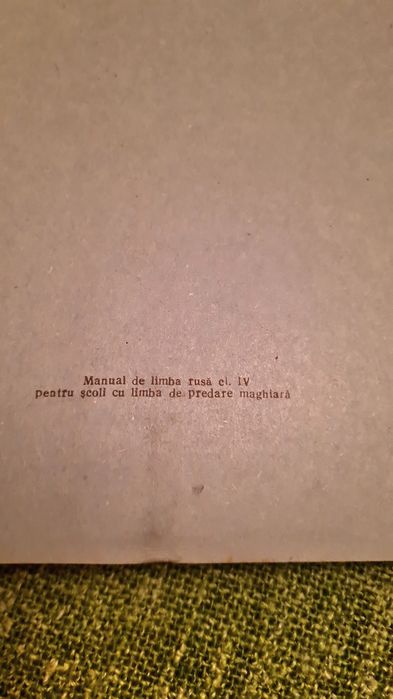 Manual de limba rusă cl. IV
pentru școli cu limba de predare maghiară